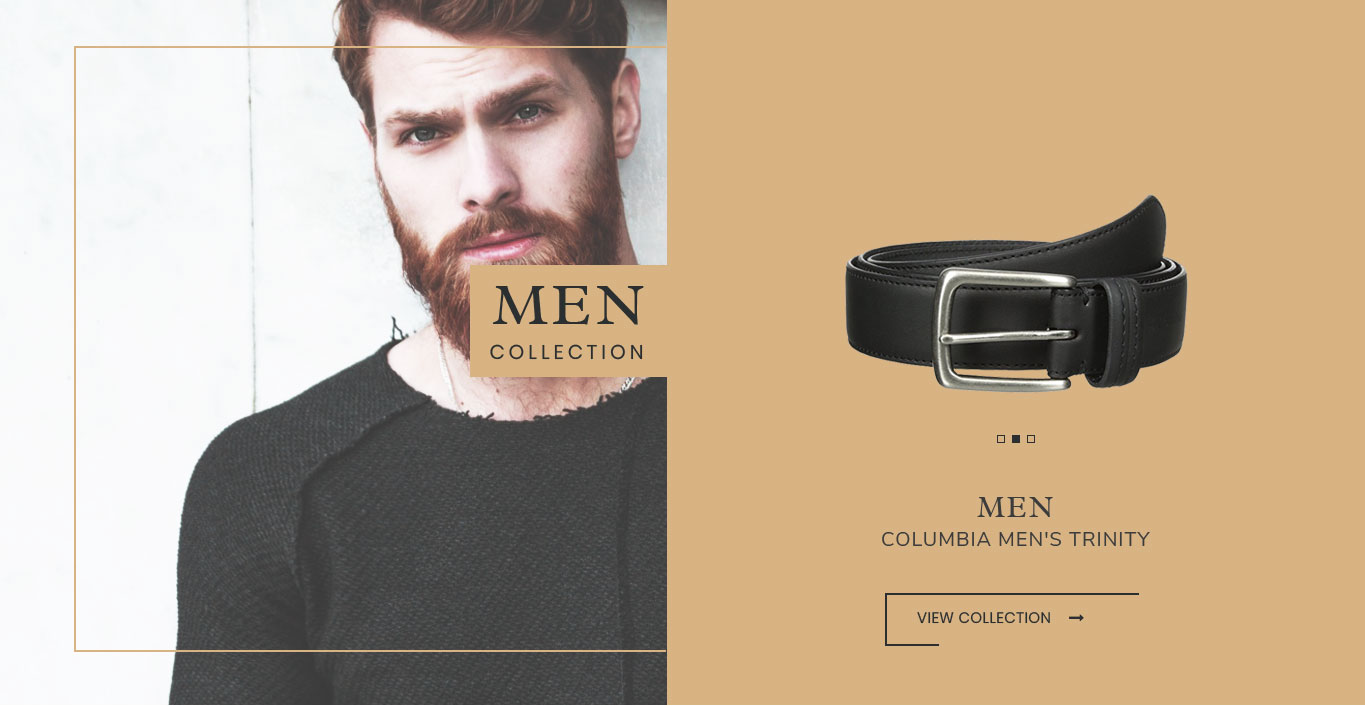 MEN
COLLECTION
MEN
COLUMBIA MEN'S TRINITY
VIEW COLLECTION